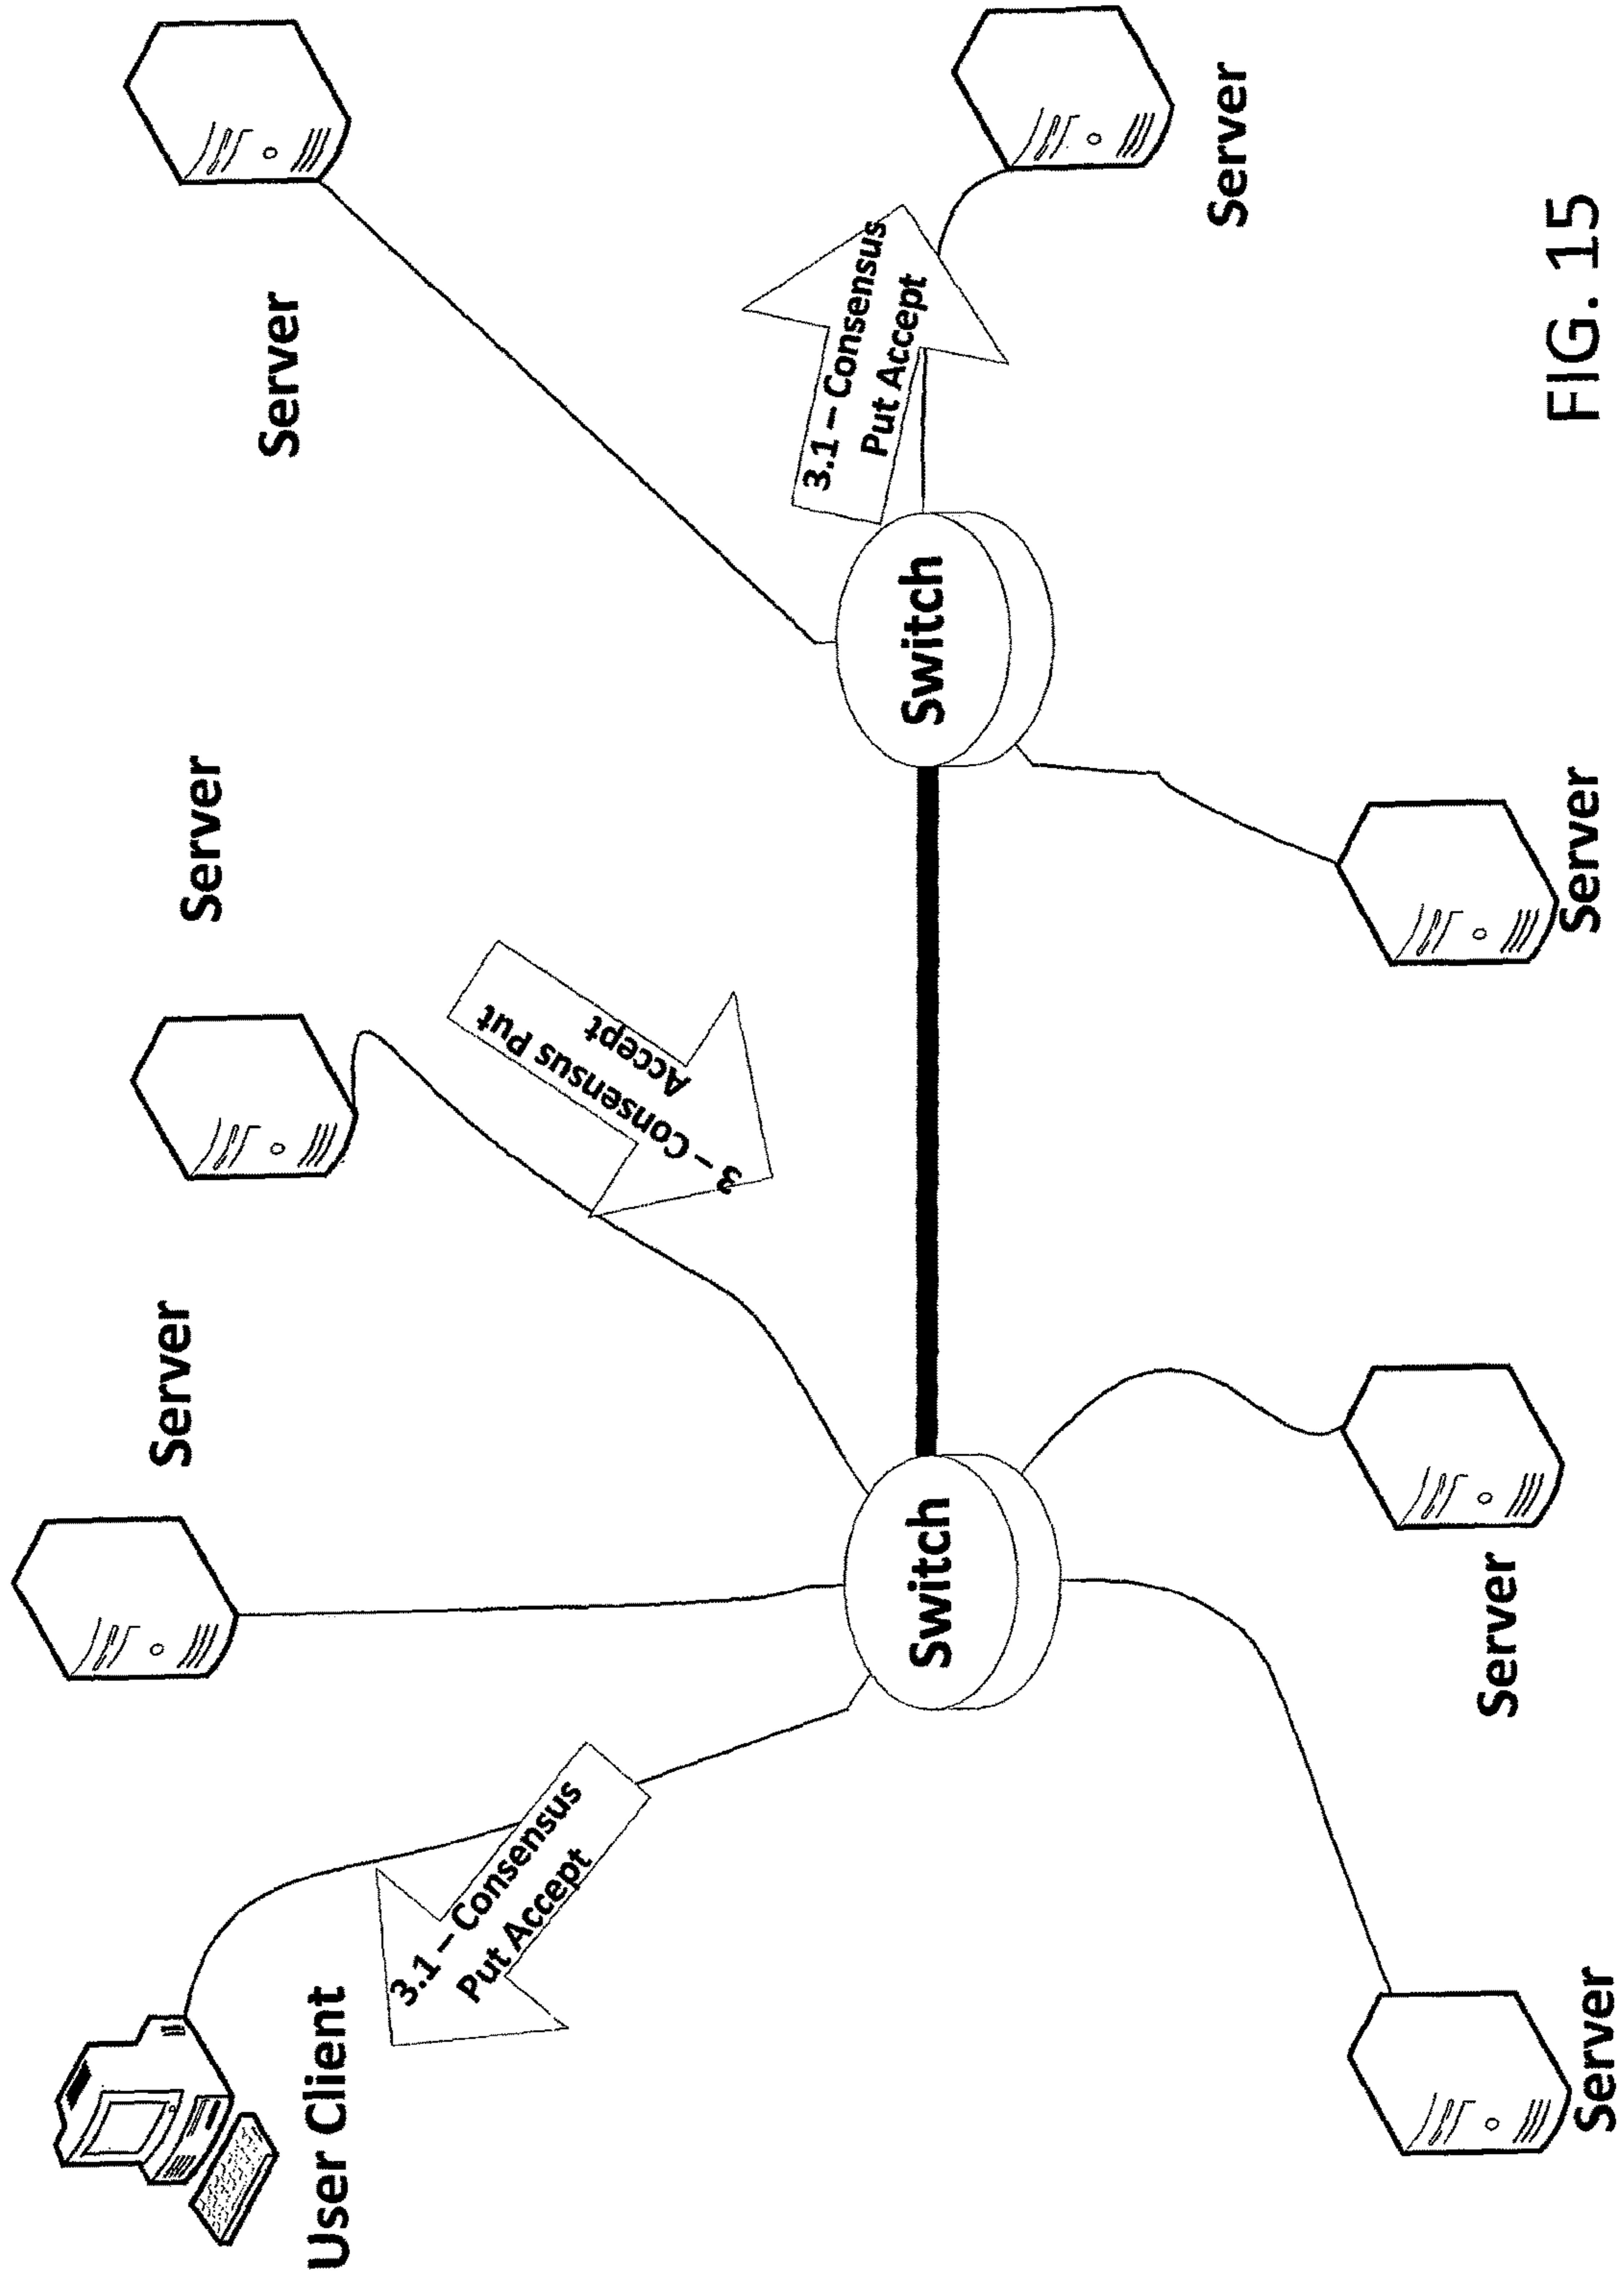 Server
Server
Server
User Client
3.1 – Consensus
Put Accept
3 – Consensus Put
Accept
3.1 – Consensus
Put Accept
Switch
Switch
Server
Server
Server
Server
FIG. 15